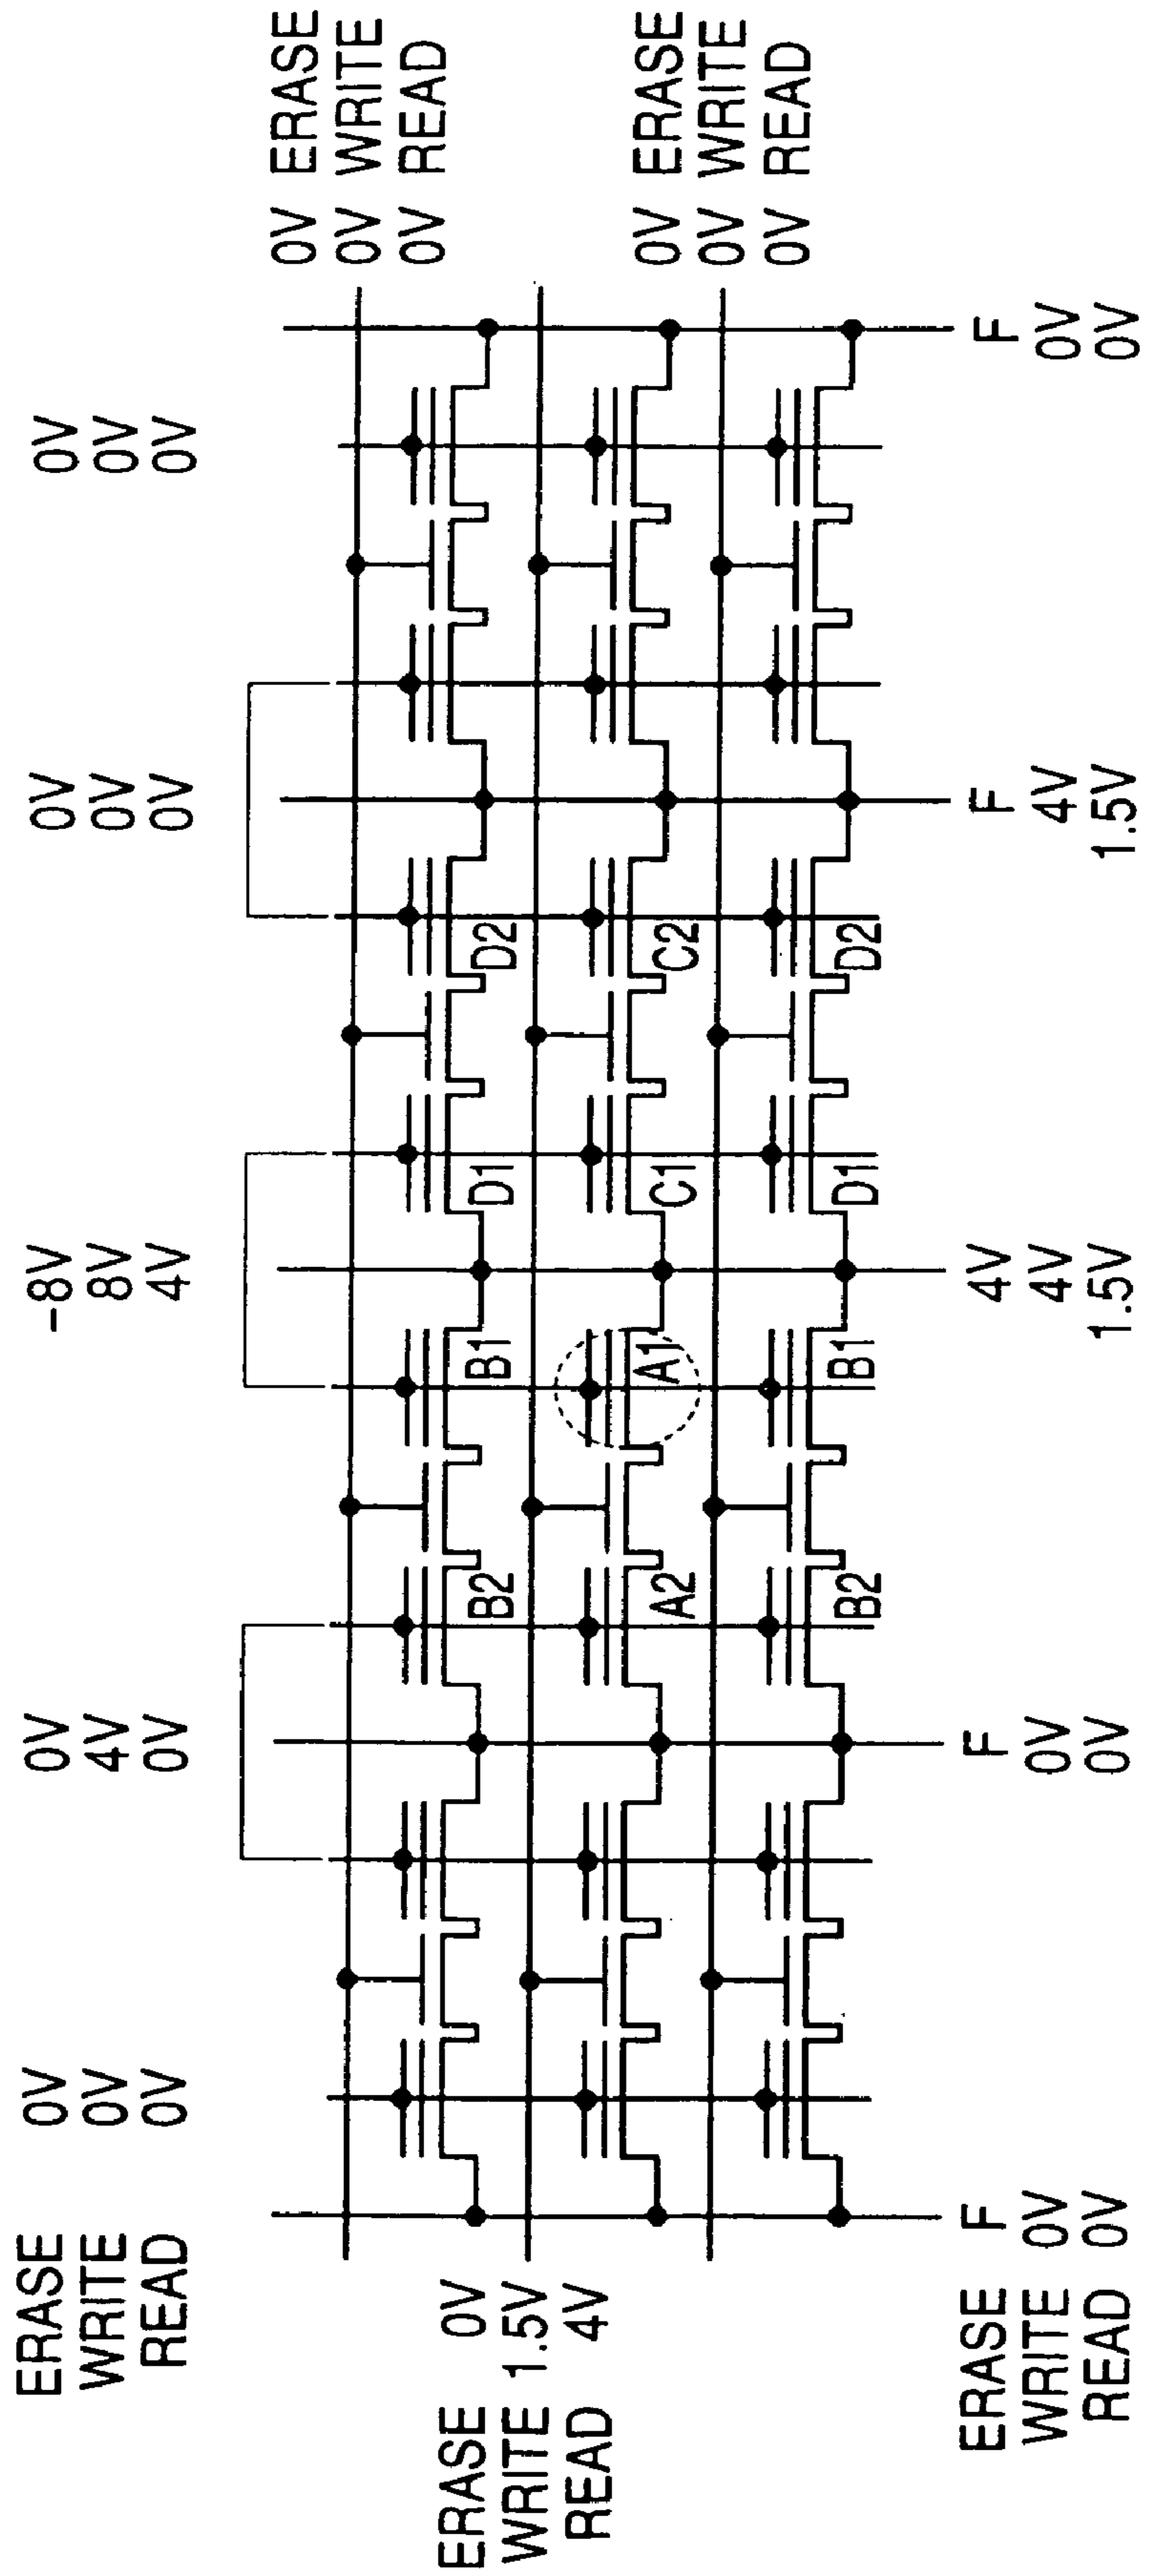 ERASE 0V 0V -8V 0V 0V
WRITE 0V 4V 8V 0V 0V
READ 0V 0V 4V 0V 0V
0V ERASE
0V WRITE
0V READ
B2 B1 D1 D2
ERASE 0V
WRITE 1.5V
READ 4V
A2 A1 C1 C2
0V ERASE
0V WRITE
0V READ
B2 B1 D1 D2
ERASE F F 4V F F
WRITE 0V 0V 4V 4V 0V
READ 0V 0V 1.5V 1.5V 0V